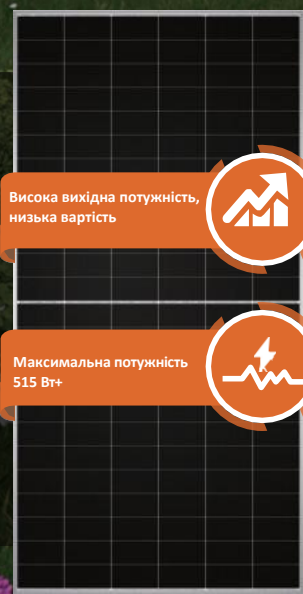 Висока вихідна потужність,
низька вартість
Максимальна потужність
515 Вт+